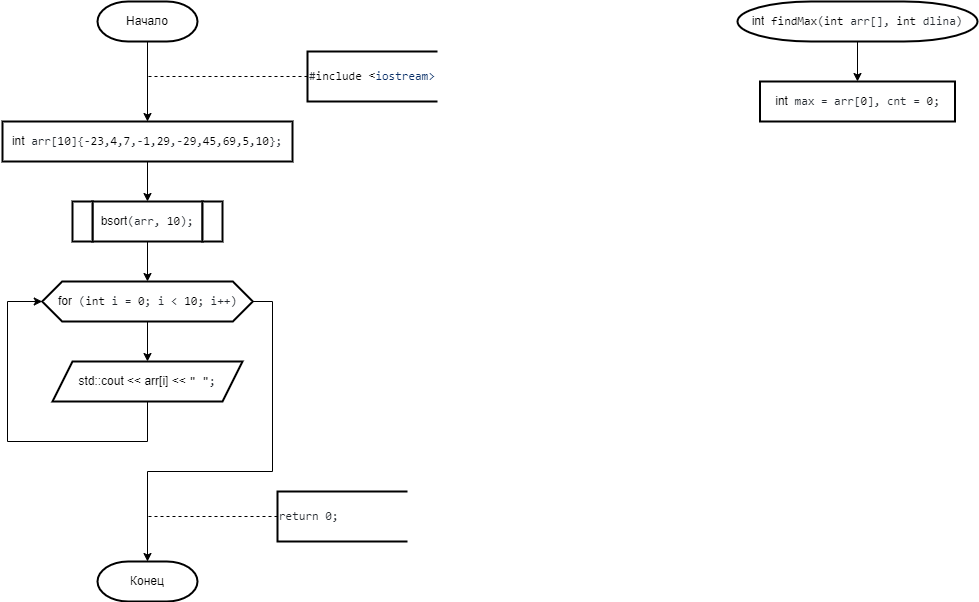 Начало
#include <iostream>
int arr[10]{-23,4,7,-1,29,-29,45,69,5,10};
bsort(arr, 10);
for (int i = 0; i < 10; i++)
std::cout << arr[i] << " ";
return 0;
Конец
int findMax(int arr[], int dlina)
int max = arr[0], cnt = 0;